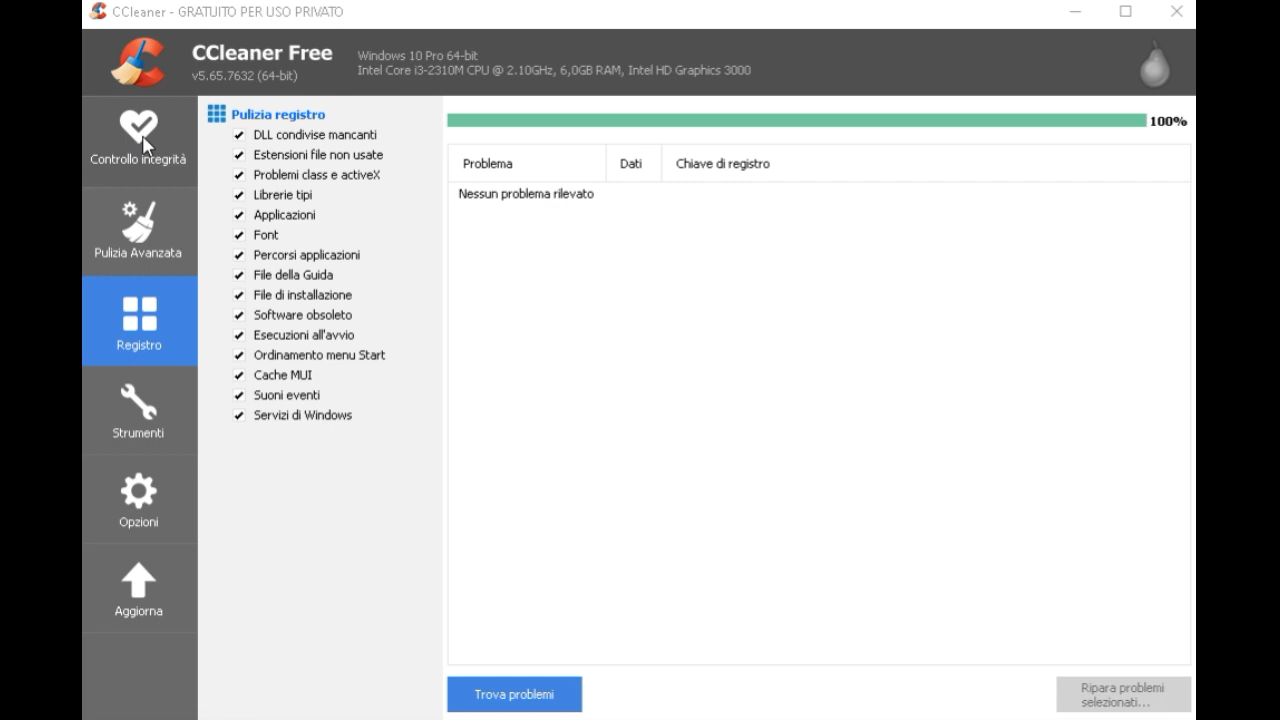 CCleaner - GRATUITO PER USO PRIVATO
CCleaner Free
v5.65.7632 (64-bit)
Windows 10 Pro 64-bit
Intel Core i3-2310M CPU @ 2.10GHz, 6,0GB RAM, Intel HD Graphics 3000
Controllo integrità
Pulizia Avanzata
Registro
Strumenti
Opzioni
Aggiorna
Pulizia registro
DLL condivise mancanti
Estensioni file non usate
Problemi class e activeX
Librerie tipi
Applicazioni
Font
Percorsi applicazioni
File della Guida
File di installazione
Software obsoleto
Esecuzioni all'avvio
Ordinamento menu Start
Cache MUI
Suoni eventi
Servizi di Windows
100%
Problema Dati Chiave di registro
Nessun problema rilevato
Trova problemi
Ripara problemi
selezionati...